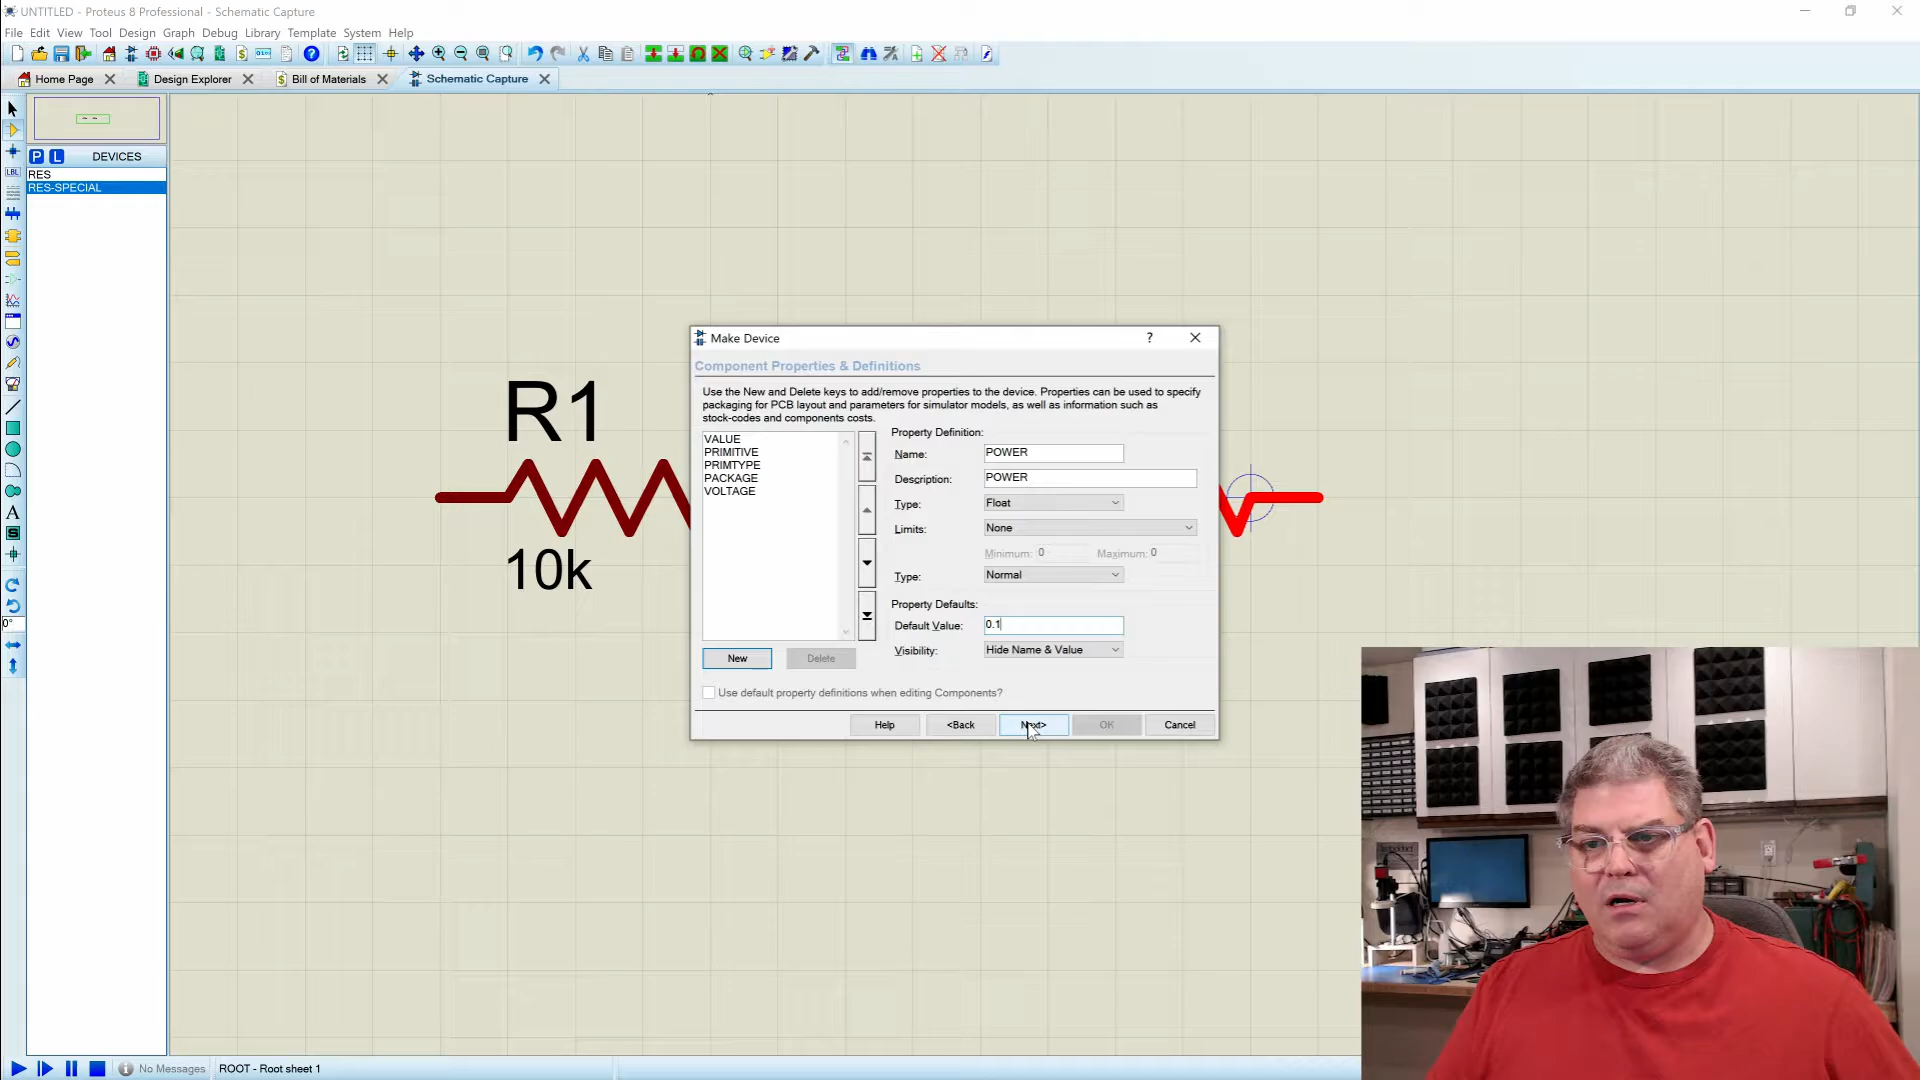 UNTITLED - Proteus 8 Professional - Schematic Capture
File Edit View Tool Design Graph Debug Library Template System Help
Home Page
Design Explorer
Bill of Materials
Schematic Capture
P L DEVICES
RES
RES-SPECIAL
LBL
0°
R1
10k
Make Device
Component Properties & Definitions
Use the New and Delete keys to add/remove properties to the device. Properties can be used to specify
packaging for PCB layout and parameters for simulator models, as well as information such as
stock-codes and components costs.
VALUE
PRIMITIVE
PRIMTYPE
PACKAGE
VOLTAGE
New
Delete
Property Definition:
Name: POWER
Description: POWER
Type: Float
Limits: None
Minimum: 0 Maximum: 0
Type: Normal
Property Defaults:
Default Value: 0.1
Visibility: Hide Name & Value
Use default property definitions when editing Components?
Help <Back Next> OK Cancel
No Messages
ROOT - Root sheet 1